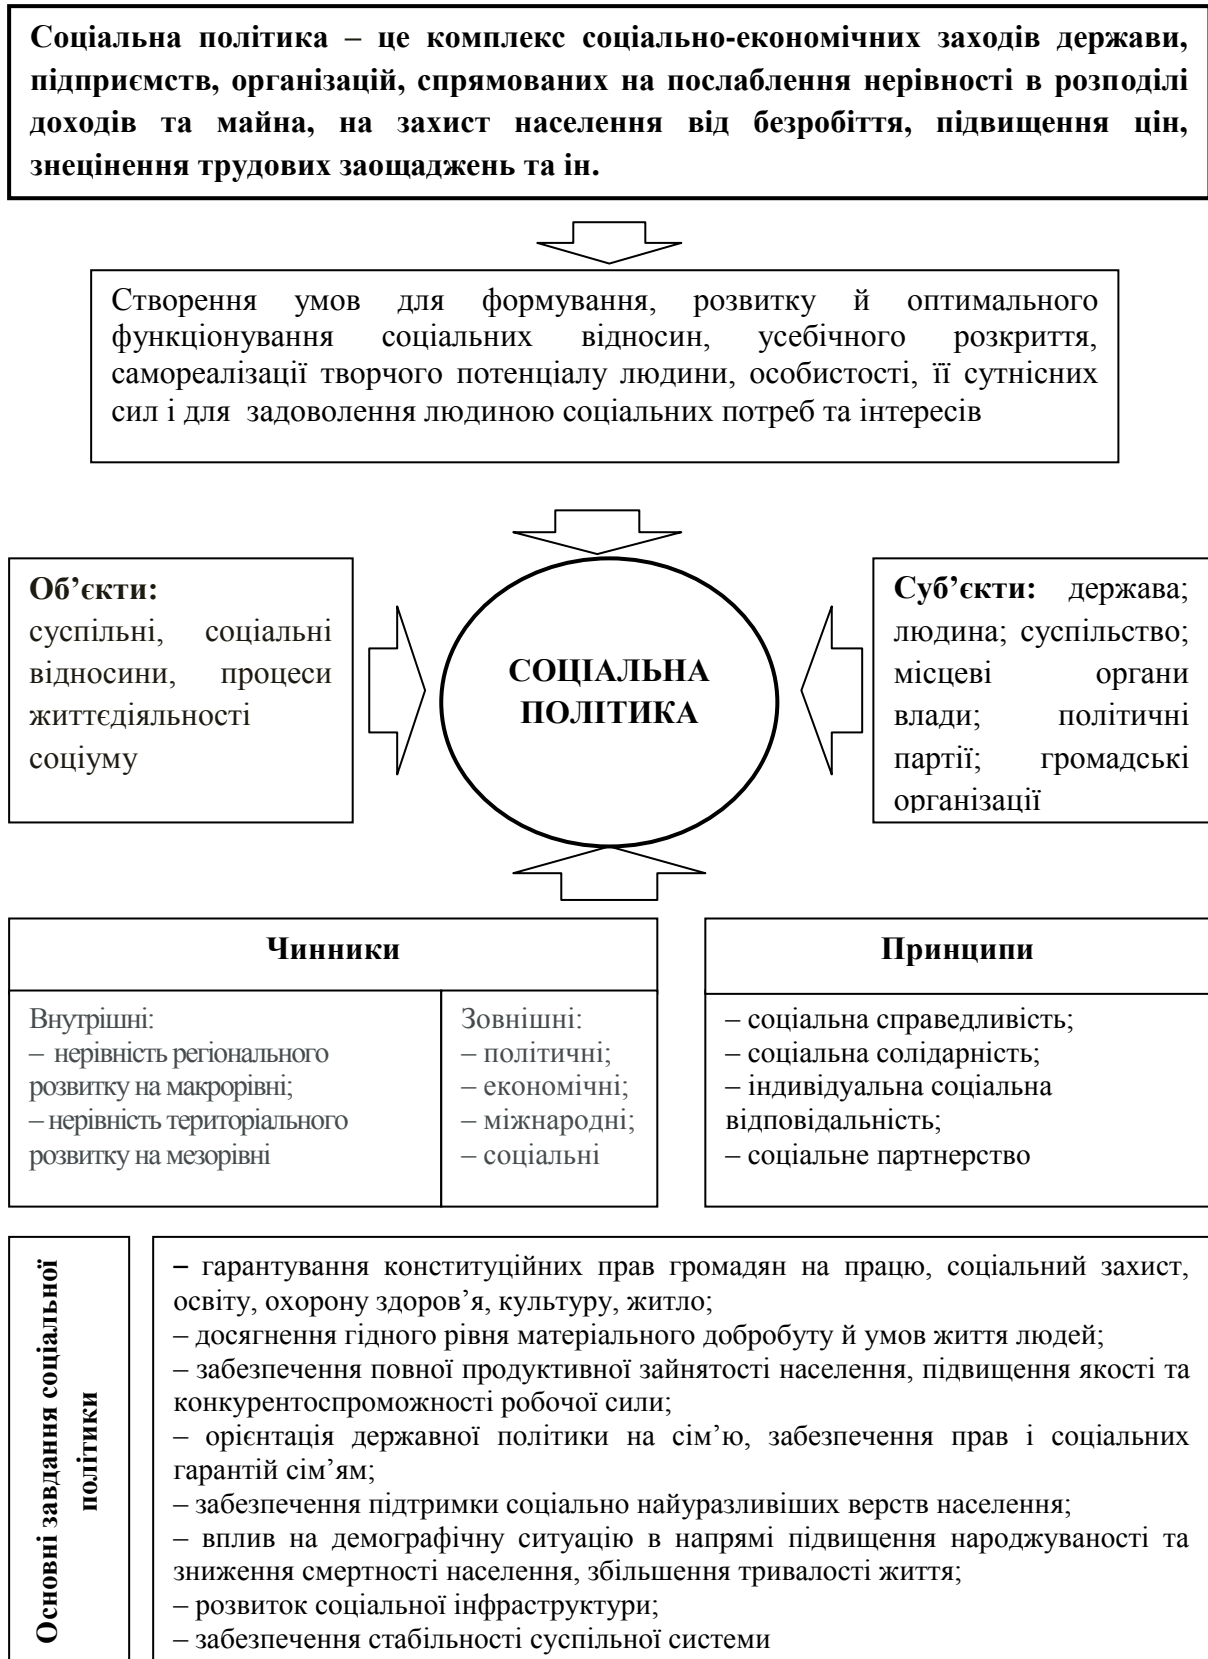 Соціальна політика – це комплекс соціально-економічних заходів держави,
підприємств, організацій, спрямованих на послаблення нерівності в розподілі
доходів та майна, на захист населення від безробіття, підвищення цін,
знецінення трудових заощаджень та ін.
Створення умов для формування, розвитку й оптимального
функціонування соціальних відносин, усебічного розкриття,
самореалізації творчого потенціалу людини, особистості, її сутнісних
сил і для задоволення людиною соціальних потреб та інтересів
Об’єкти:
суспільні, соціальні
відносини, процеси
життєдіяльності
соціуму
СОЦІАЛЬНА
ПОЛІТИКА
Суб’єкти: держава;
людина; суспільство;
місцеві органи
влади; політичні
партії; громадські
організації
Чинники
Внутрішні:
– нерівність регіонального
розвитку на макрорівні;
– нерівність територіального
розвитку на мезорівні
Зовнішні:
– політичні;
– економічні;
– міжнародні;
– соціальні
Принципи
– соціальна справедливість;
– соціальна солідарність;
– індивідуальна соціальна
відповідальність;
– соціальне партнерство
Основні завдання соціальної
політики
– гарантування конституційних прав громадян на працю, соціальний захист,
освіту, охорону здоров’я, культуру, житло;
– досягнення гідного рівня матеріального добробуту й умов життя людей;
– забезпечення повної продуктивної зайнятості населення, підвищення якості та
конкурентоспроможності робочої сили;
– орієнтація державної політики на сім’ю, забезпечення прав і соціальних
гарантій сім’ям;
– забезпечення підтримки соціально найуразливіших верств населення;
– вплив на демографічну ситуацію в напрямі підвищення народжуваності та
зниження смертності населення, збільшення тривалості життя;
– розвиток соціальної інфраструктури;
– забезпечення стабільності суспільної системи